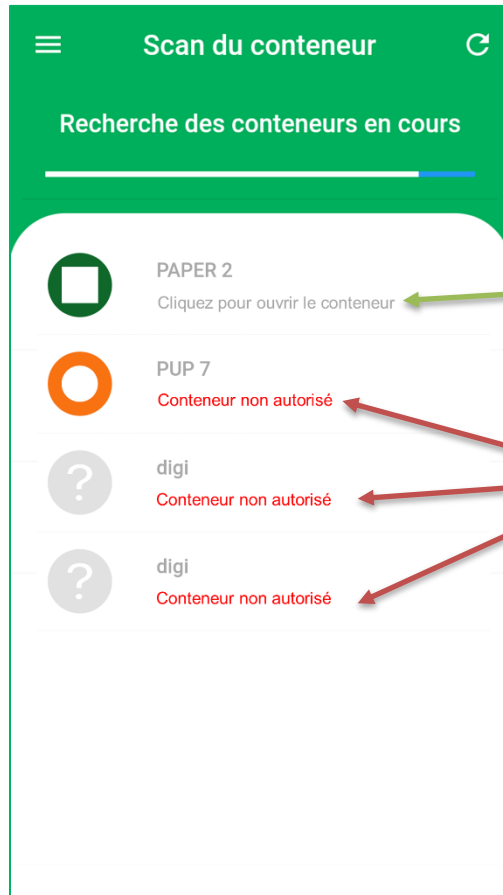 Scan du conteneur
Recherche des conteneurs en cours
PAPER 2
Cliquez pour ouvrir le conteneur
PUP 7
Conteneur non autorisé
?
digi
Conteneur non autorisé
?
digi
Conteneur non autorisé